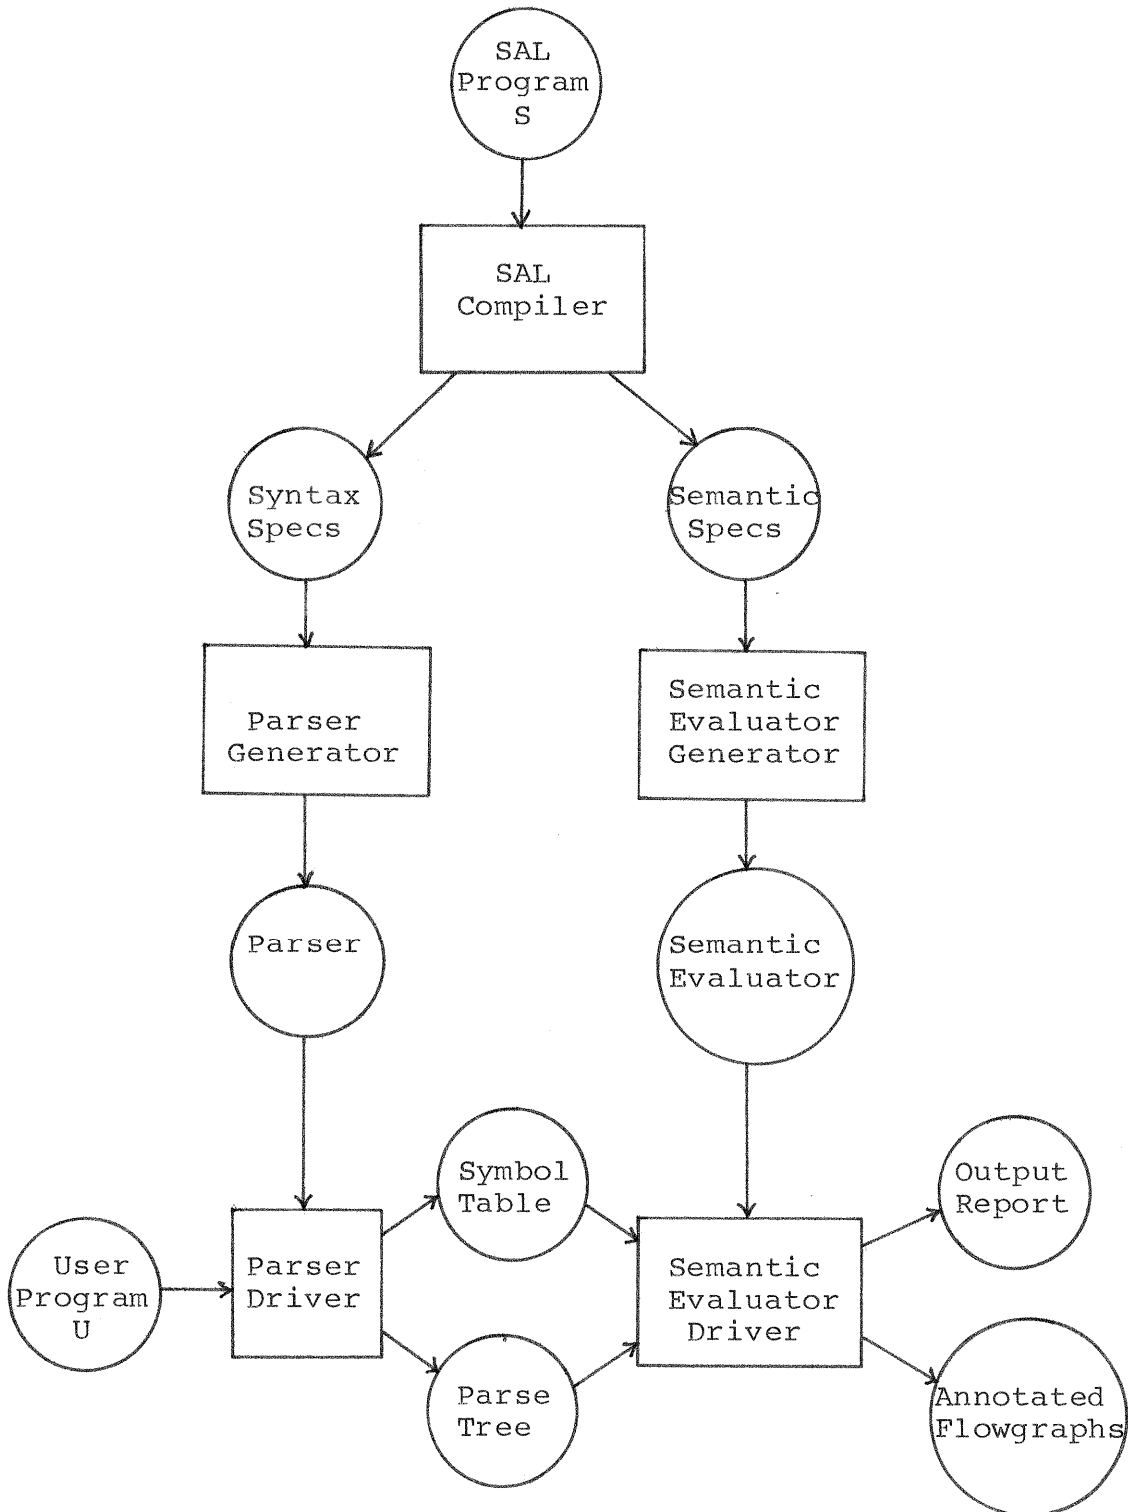 SAL
Program
S
SAL
Compiler
Syntax
Specs
Semantic
Specs
Parser
Generator
Semantic
Evaluator
Generator
Parser
Semantic
Evaluator
Symbol
Table
Output
Report
User
Program
U
Parser
Driver
Semantic
Evaluator
Driver
Parse
Tree
Annotated
Flowgraphs